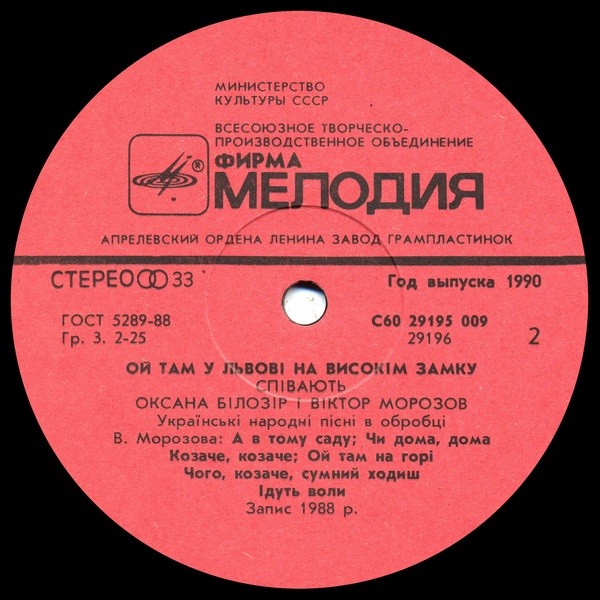 МИНИСТЕРСТВО
КУЛЬТУРЫ СССР
ВСЕСОЮЗНОЕ ТВОРЧЕСКО-
ПРОИЗВОДСТВЕННОЕ ОБЪЕДИНЕНИЕ
®
ФИРМА
МЕЛОДИЯ
АПРЕЛЕВСКИЙ ОРДЕНА ЛЕНИНА ЗАВОД ГРАМПЛАСТИНОК
СТЕРЕО 33
Год выпуска 1990
ГОСТ 5289-88
С60 29195 009
Гр. 3. 2-25
29196
2
ОЙ ТАМ У ЛЬВОВІ НА ВИСОКІМ ЗАМКУ
СПІВАЮТЬ
ОКСАНА БІЛОЗІР І ВІКТОР МОРОЗОВ
Українські народні пісні в обробці
В. Морозова: А в тому саду; Чи дома, дома
Козаче, козаче; Ой там на горі
Чого, козаче, сумний ходиш
Ідуть воли
Запис 1988 р.